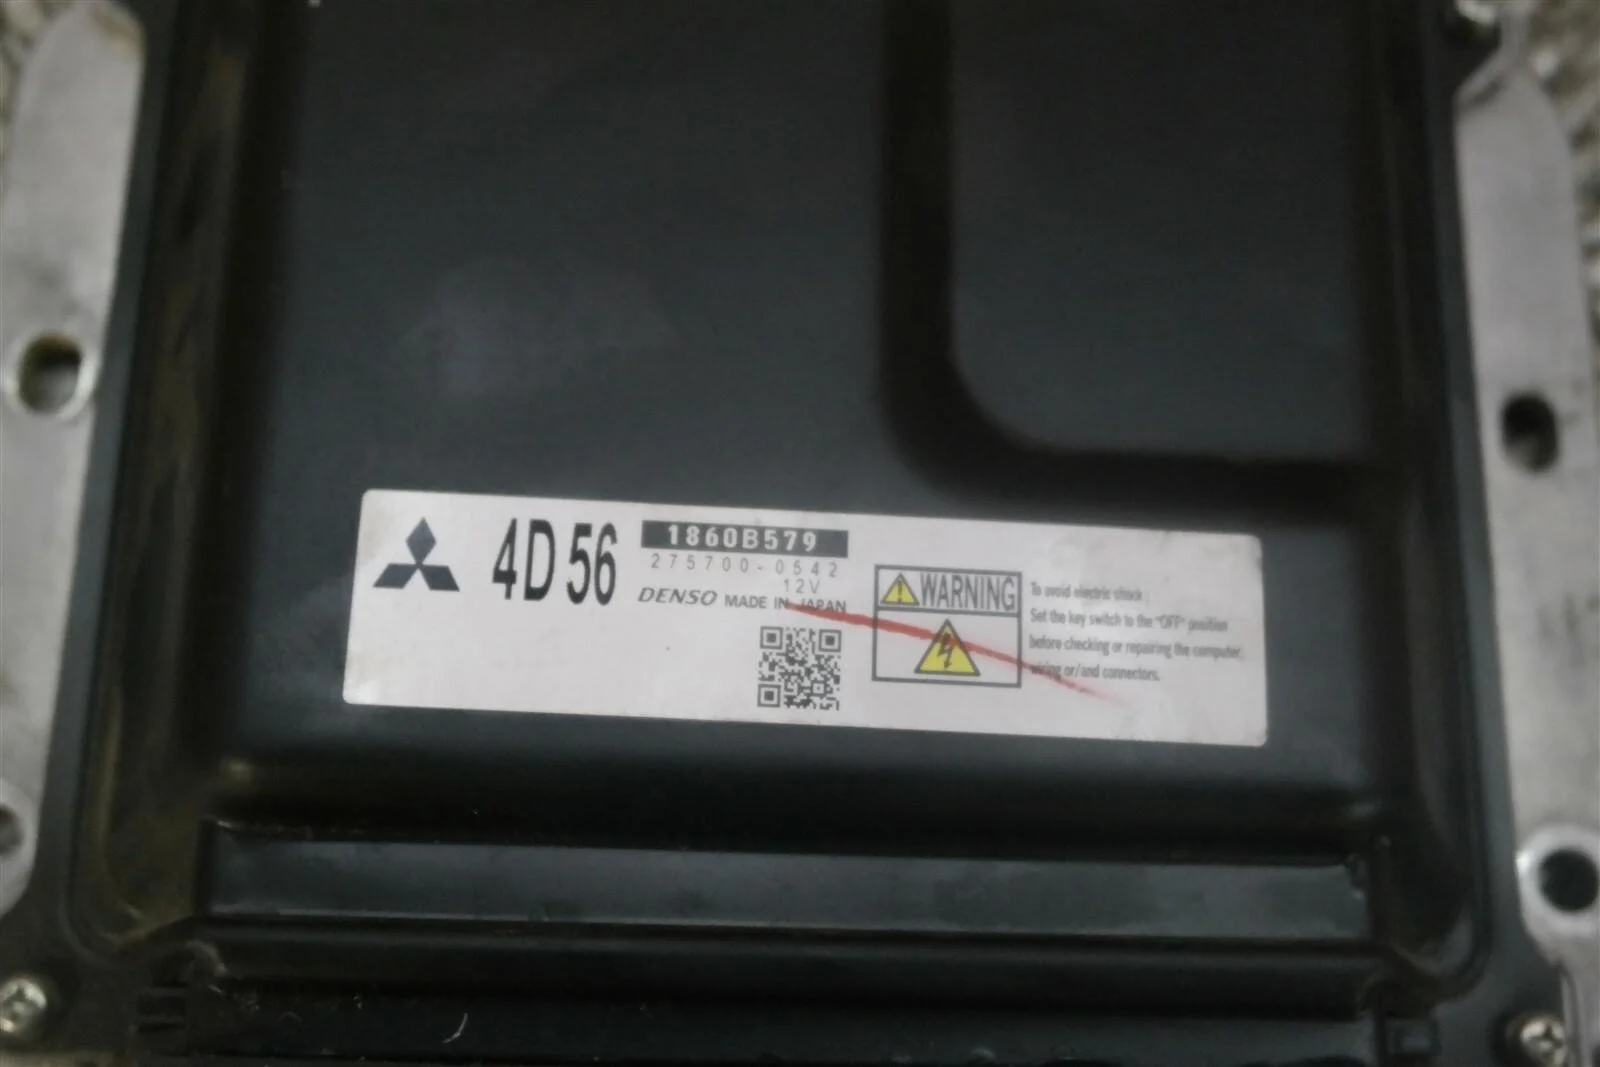 4D56
1860B579
275700-0542
12V
DENSO MADE IN JAPAN
WARNING
To avoid electric shock :
Set the key switch to the "OFF" position
before checking or repairing the computer,
wiring or/and connectors.